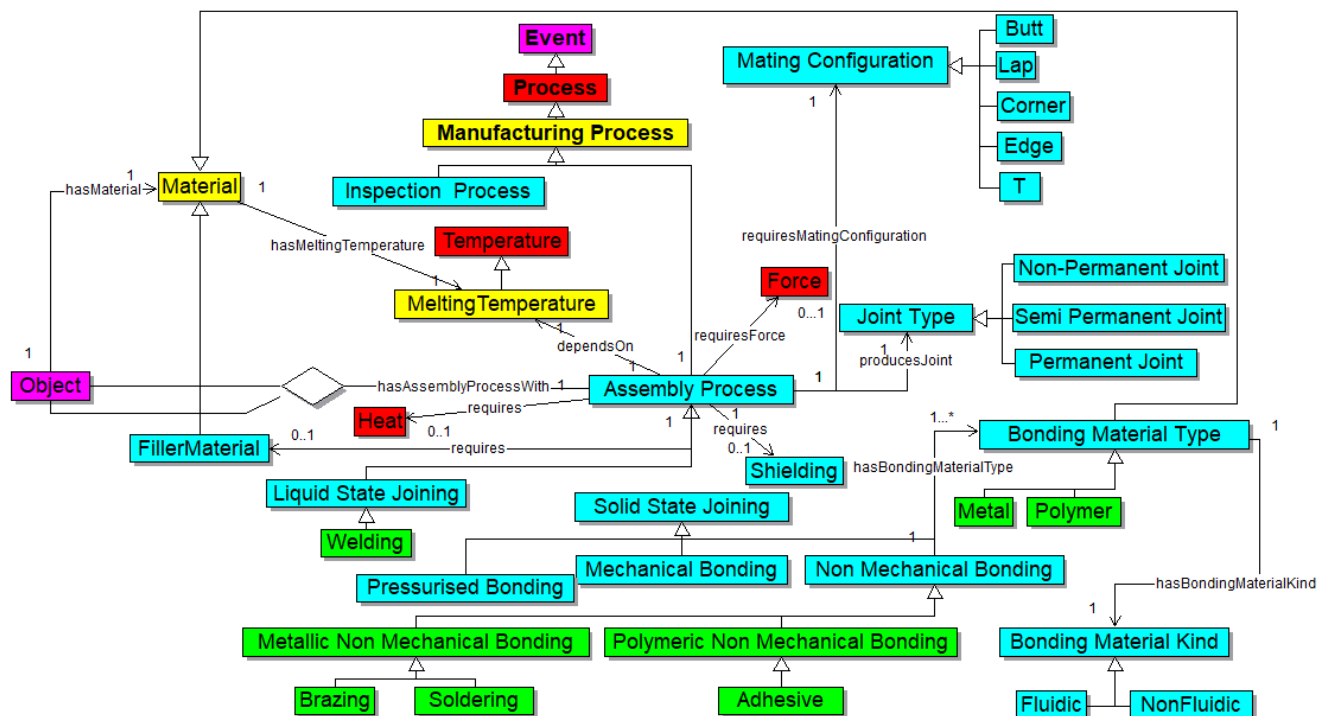 Event
Process
Manufacturing Process
Inspection  Process
Mating Configuration
1
Butt
Lap
Corner
Edge
T
1
hasMaterial
Material
1
hasMeltingTemperature
1
Temperature
MeltingTemperature
1
dependsOn
1
requiresMatingConfiguration
Force
0...1
requiresForce
Joint Type
1
producesJoint
Non-Permanent Joint
Semi Permanent Joint
Permanent Joint
1
Object
hasAssemblyProcessWith
1
1
Assembly Process
1
Heat
requires
0..1
1
1
requires
0..1
Shielding
FillerMaterial
0..1
requires
1...*
Bonding Material Type
1
hasBondingMaterialType
Metal
Polymer
Liquid State Joining
Welding
Solid State Joining
1
Pressurised Bonding
Mechanical Bonding
Non Mechanical Bonding
hasBondingMaterialKind
1
Metallic Non Mechanical Bonding
Polymeric Non Mechanical Bonding
Bonding Material Kind
Brazing
Soldering
Adhesive
Fluidic
NonFluidic